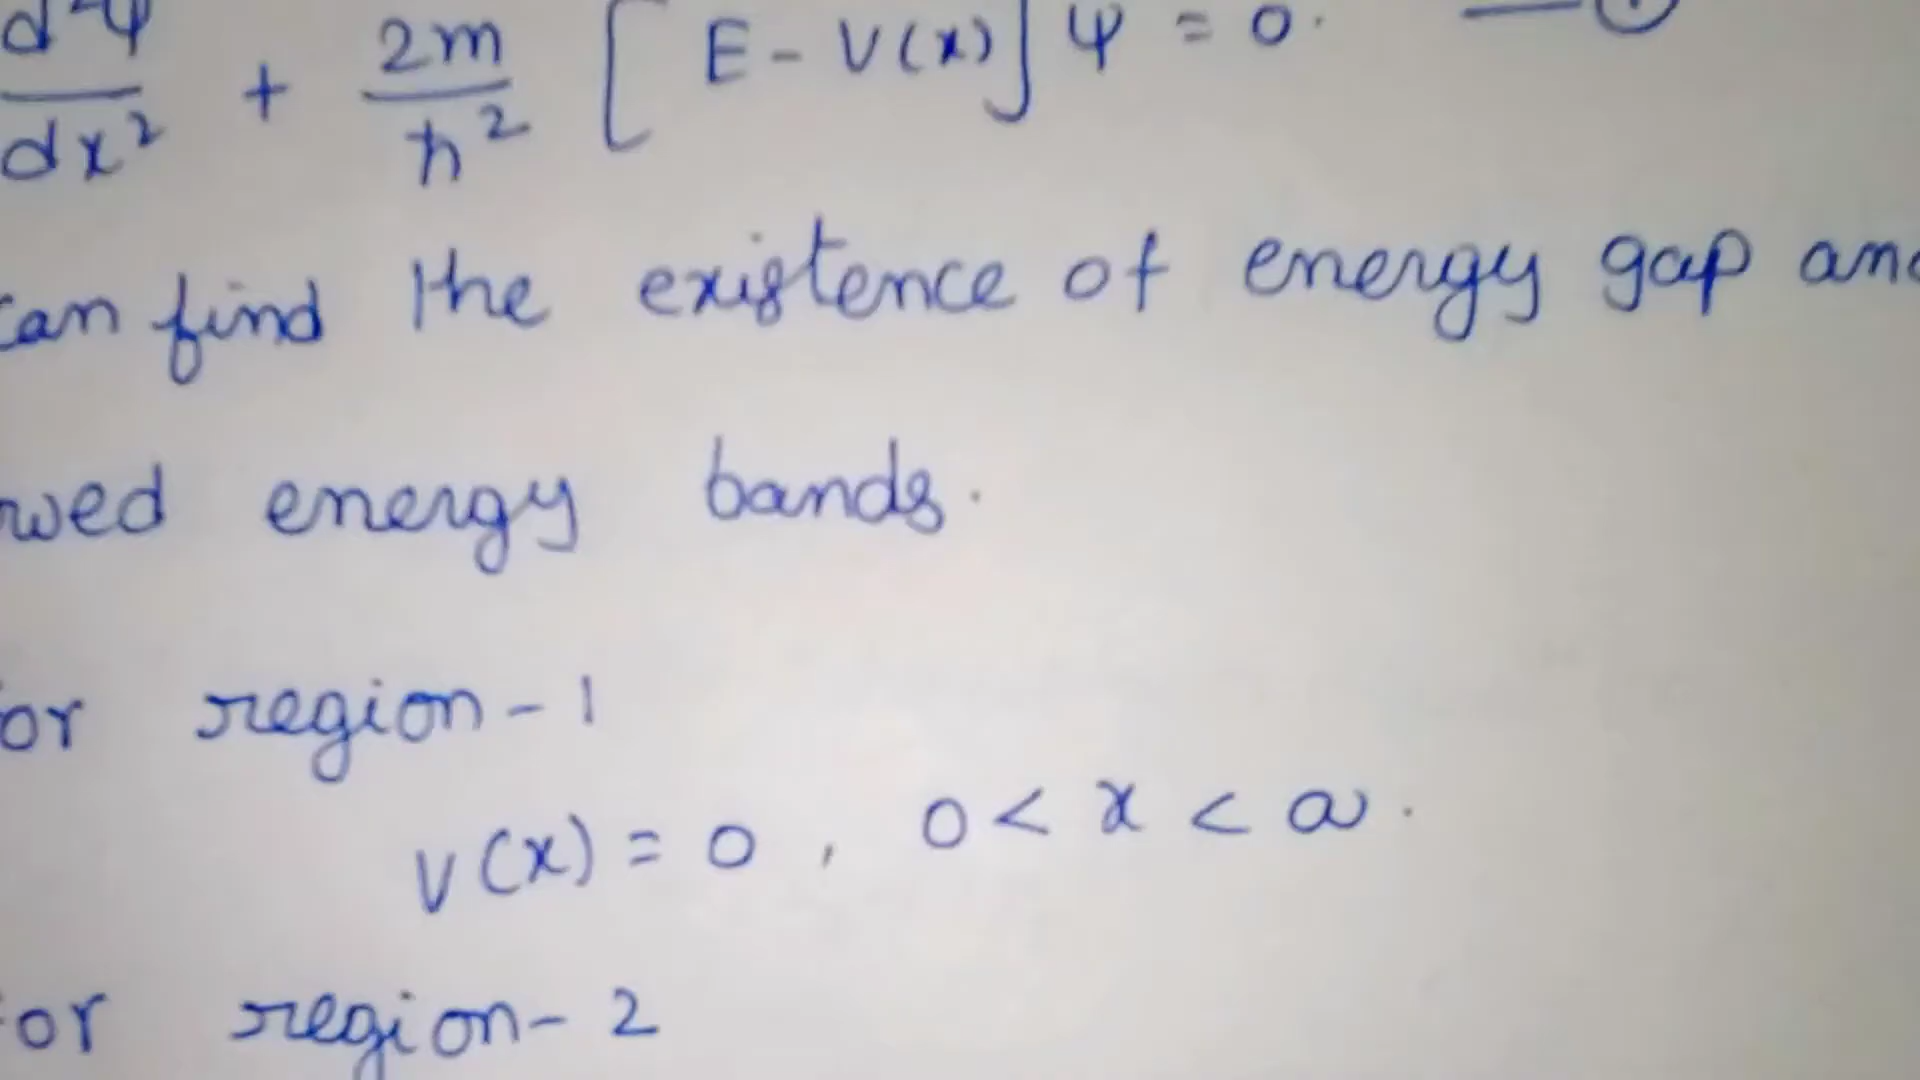 d²ψ/dx² + 2m/ħ² [E - V(x)] ψ = 0.
can find the existence of energy gap and
wed energy bands.
or region-1
V(x) = 0, 0 < x < a.
or region-2